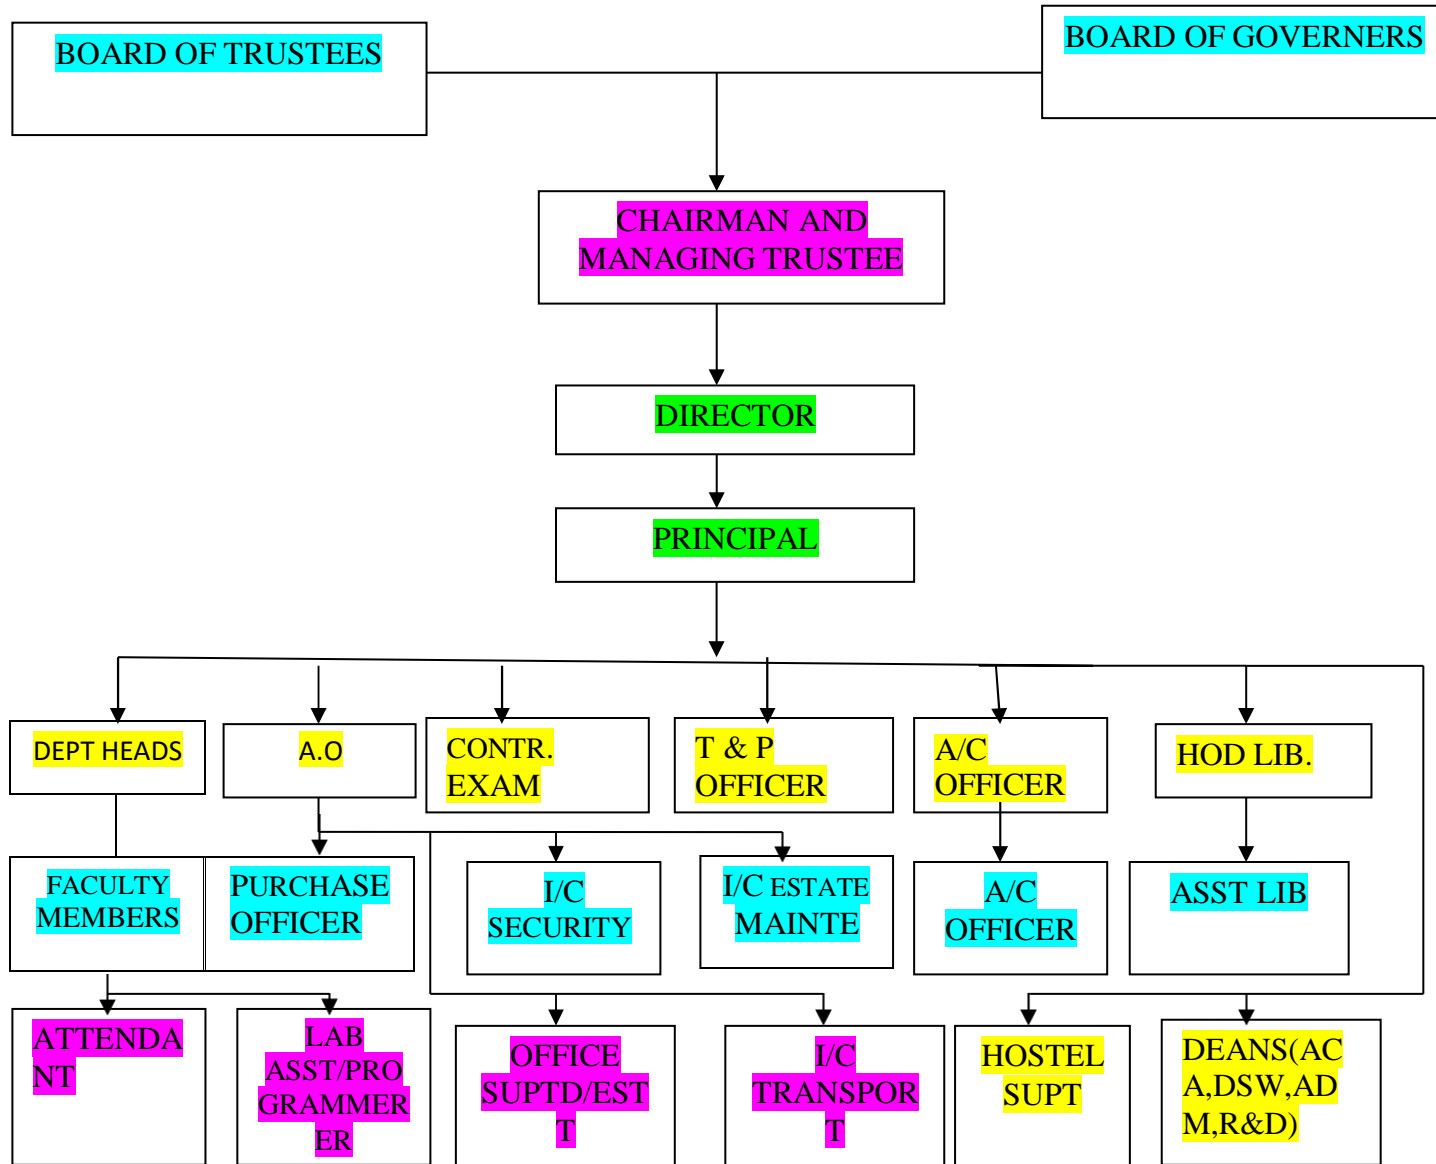 BOARD OF TRUSTEES
BOARD OF GOVERNERS
CHAIRMAN AND
MANAGING TRUSTEE
DIRECTOR
PRINCIPAL
DEPT HEADS
A.O
CONTR.
EXAM
T & P
OFFICER
A/C
OFFICER
HOD LIB.
FACULTY
MEMBERS
PURCHASE
OFFICER
I/C
SECURITY
I/C ESTATE
MAINTE
A/C
OFFICER
ASST LIB
ATTENDA
NT
LAB
ASST/PRO
GRAMMER
ER
OFFICE
SUPTD/EST
T
I/C
TRANSPOR
T
HOSTEL
SUPT
DEANS(AC
A,DSW,AD
M,R&D)